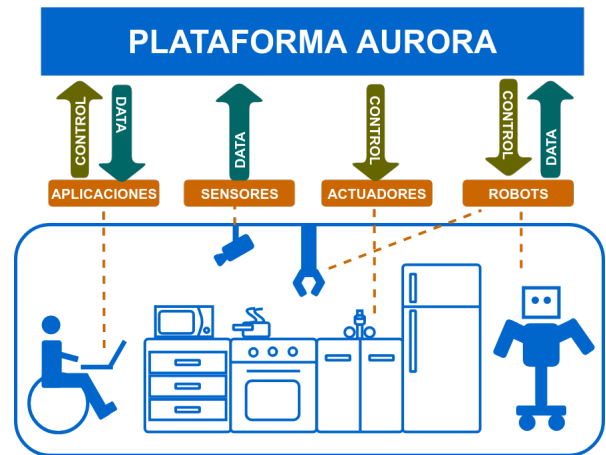 PLATAFORMA AURORA
CONTROL
DATA
DATA
CONTROL
CONTROL
DATA
APLICACIONES
SENSORES
ACTUADORES
ROBOTS